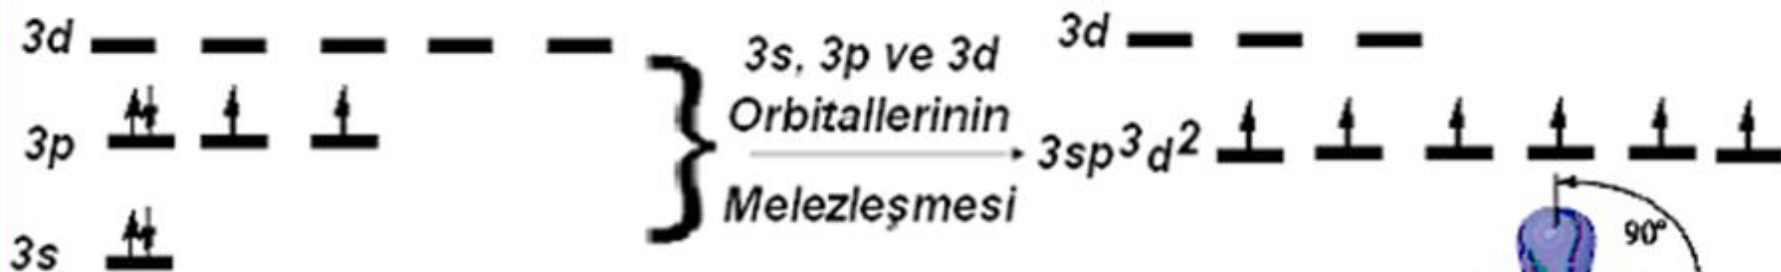 3d
3p
3s
3s, 3p ve 3d
Orbitallerinin
Melezleşmesi
3d
3sp³d²
90°